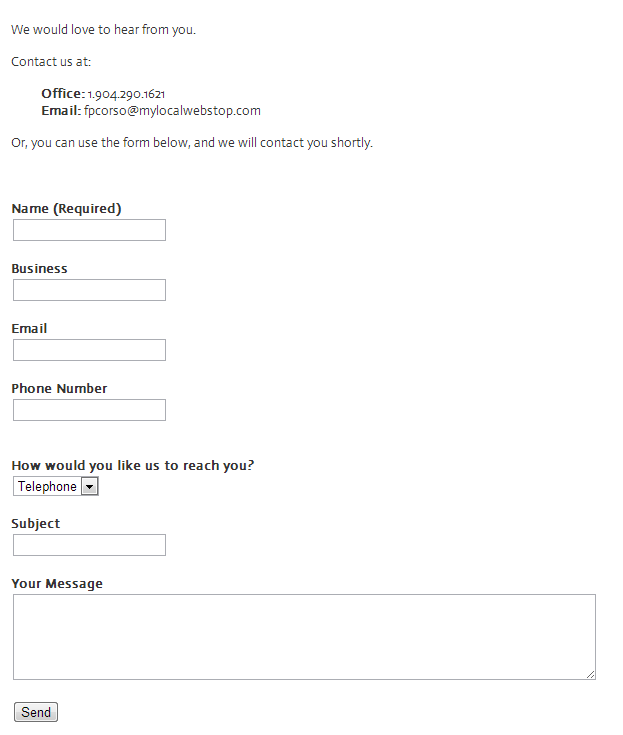 We would love to hear from you.
Contact us at:
Office: 1.904.290.1621
Email: fpcorso@mylocalwebstop.com
Or, you can use the form below, and we will contact you shortly.
Name (Required)
Business
Email
Phone Number
How would you like us to reach you?
Telephone
Subject
Your Message
Send